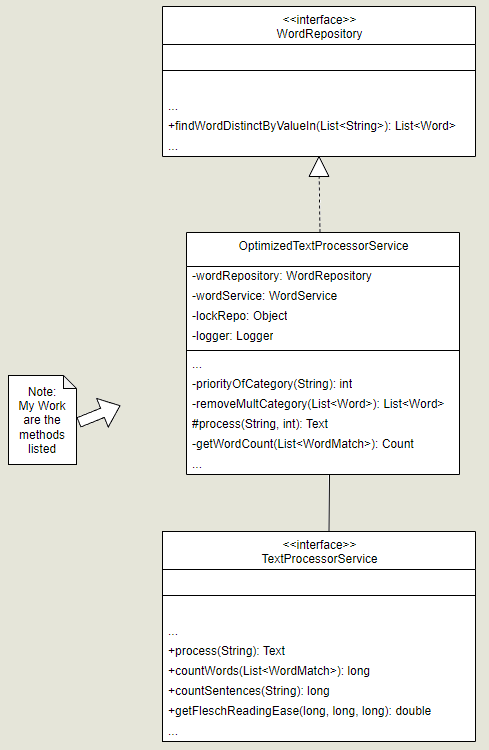 <<interface>>
WordRepository
...
+findWordDistinctByValueIn(List<String>): List<Word>
...
OptimizedTextProcessorService
-wordRepository: WordRepository
-wordService: WordService
-lockRepo: Object
-logger: Logger
...
-priorityOfCategory(String): int
-removeMultCategory(List<Word>): List<Word>
#process(String, int): Text
-getWordCount(List<WordMatch>): Count
...
Note:
My Work
are the
methods
listed
<<interface>>
TextProcessorService
...
+process(String): Text
+countWords(List<WordMatch>): long
+countSentences(String): long
+getFleschReadingEase(long, long, long): double
...